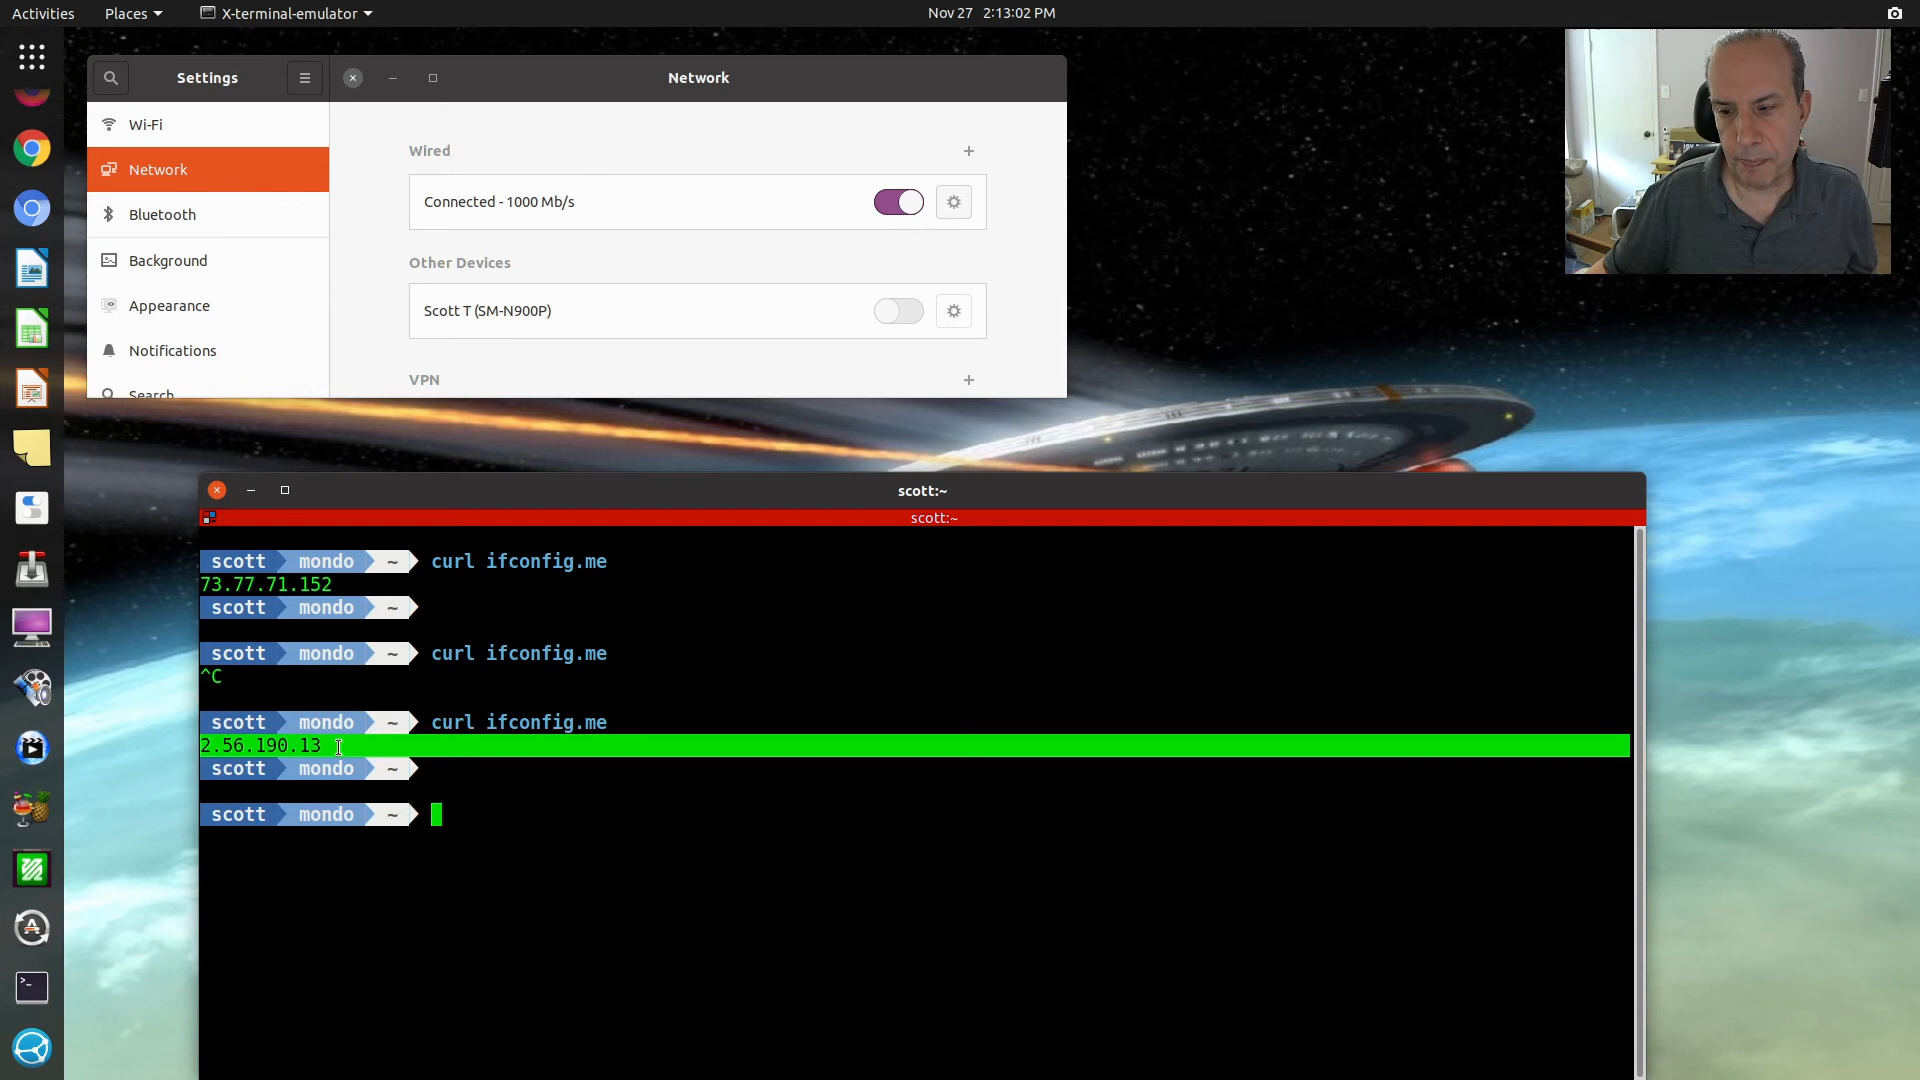 Activities Places X-terminal-emulator Nov 27 2:13:02 PM
Settings Network
Wi-Fi
Network
Bluetooth
Background
Appearance
Notifications
Search
Wired
Connected - 1000 Mb/s
Other Devices
Scott T (SM-N900P)
VPN
scott:~
scott:~
scott mondo ~ curl ifconfig.me
73.77.71.152
scott mondo ~
scott mondo ~ curl ifconfig.me
^C
scott mondo ~ curl ifconfig.me
2.56.190.13
scott mondo ~
scott mondo ~